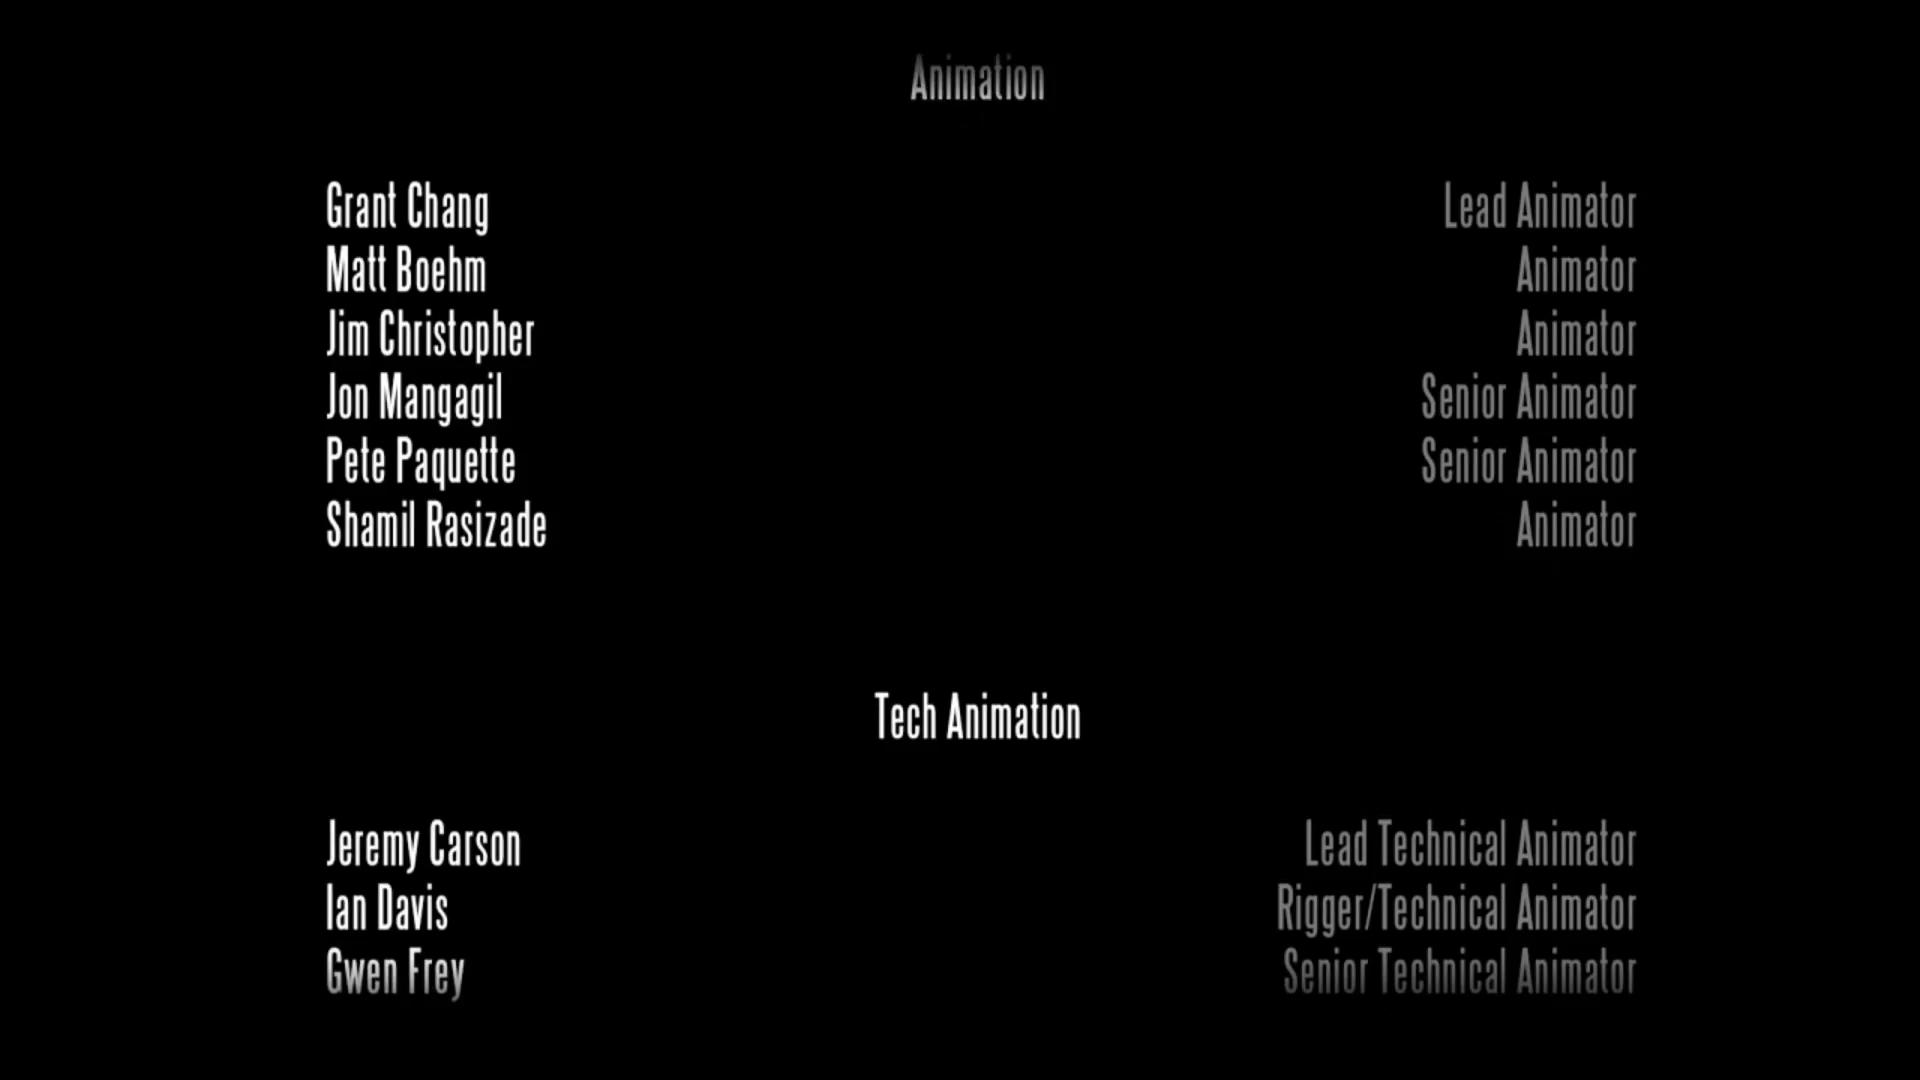 Animation
Grant Chang Lead Animator
Matt Boehm Animator
Jim Christopher Animator
Jon Mangagil Senior Animator
Pete Paquette Senior Animator
Shamil Rasizade Animator
Tech Animation
Jeremy Carson Lead Technical Animator
Ian Davis Rigger/Technical Animator
Gwen Frey Senior Technical Animator